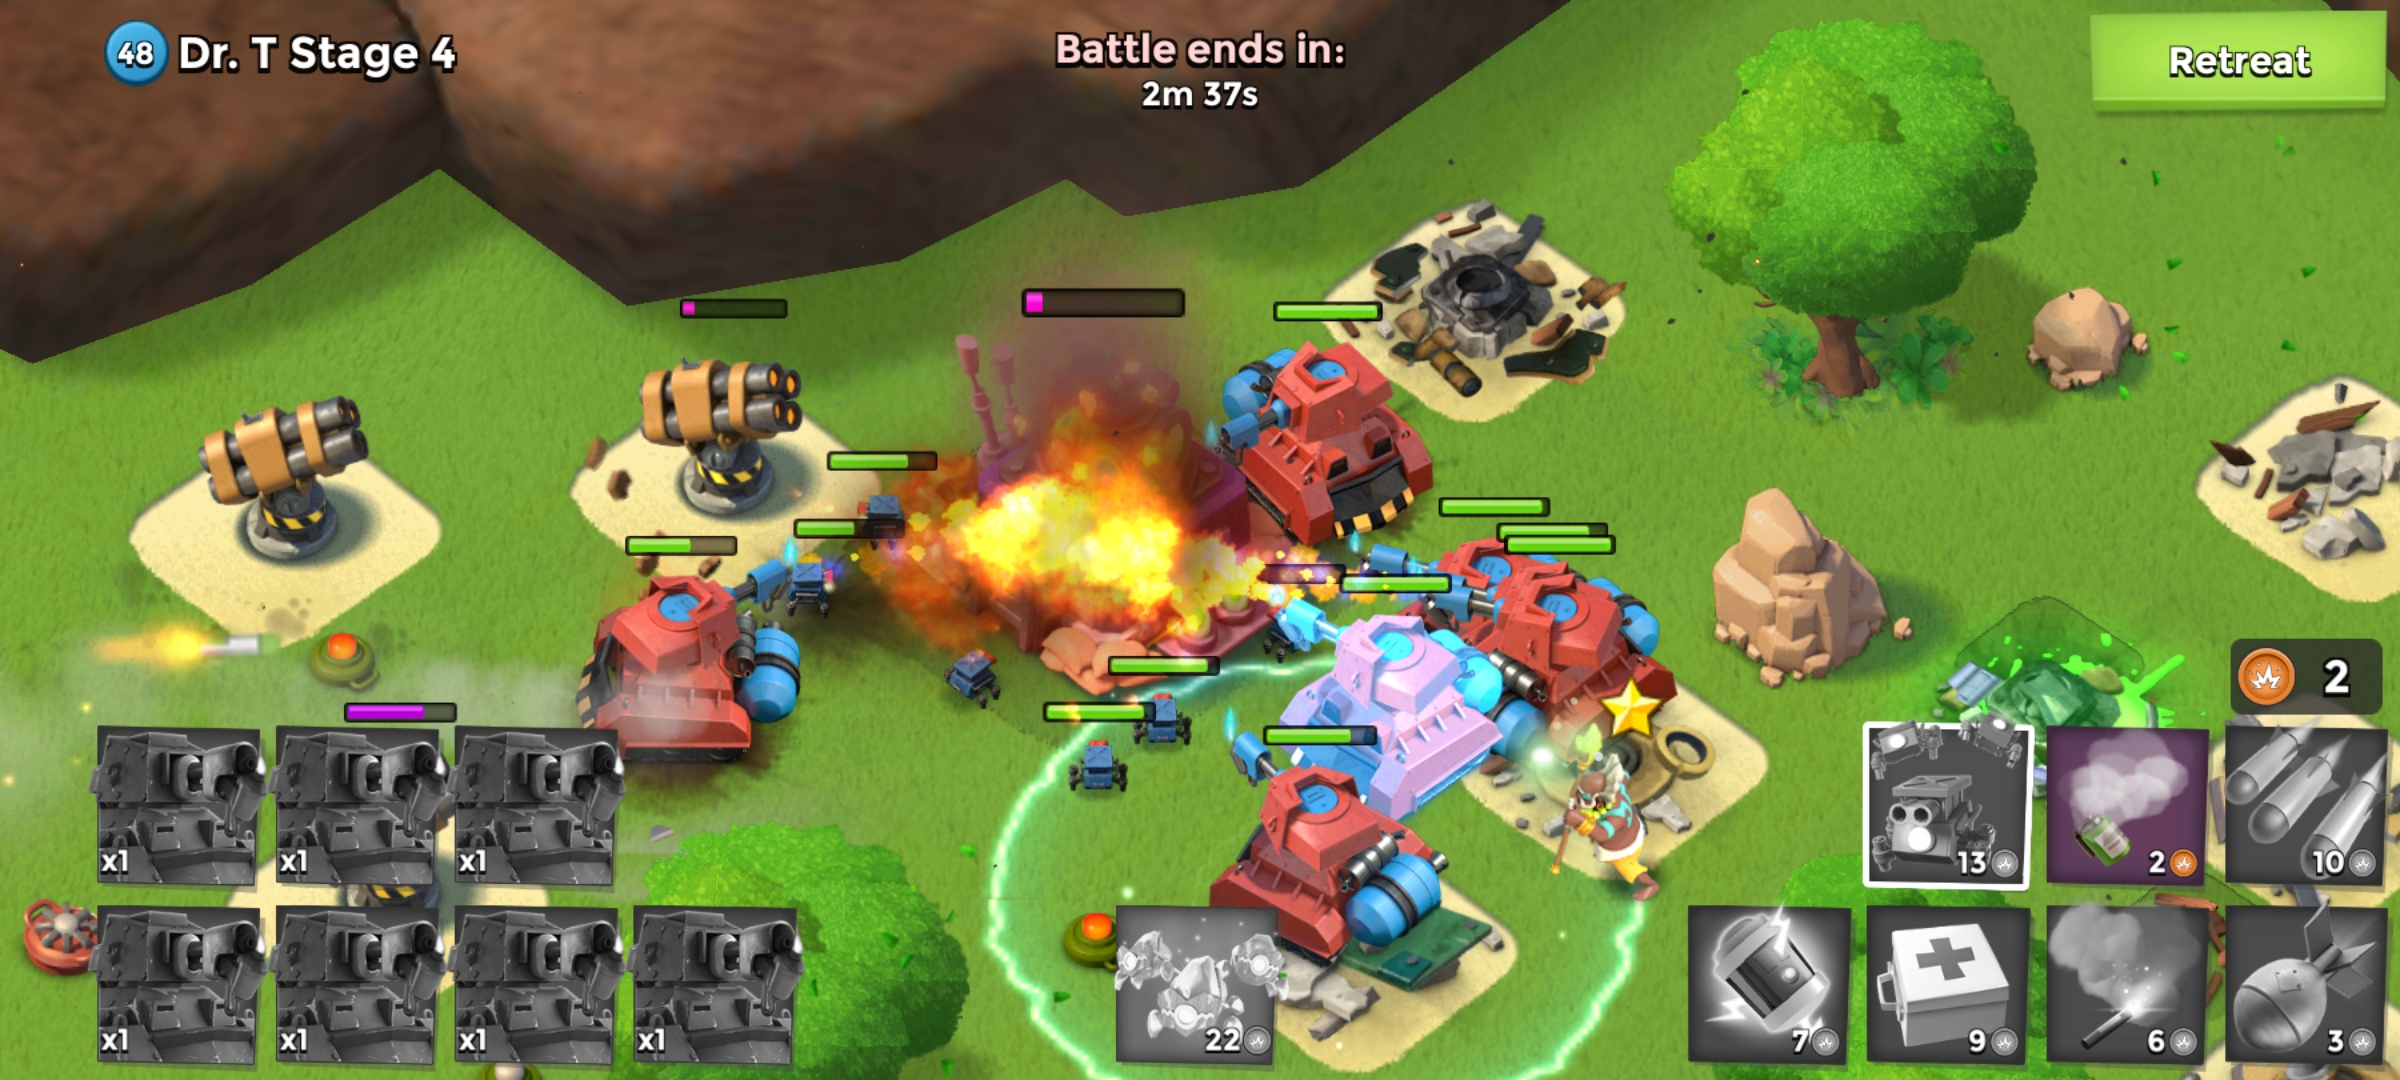 48 Dr. T Stage 4
Battle ends in:
2m 37s
Retreat
2
x1 x1 x1
13 2 10
x1 x1 x1 x1
22 7 9 6 3